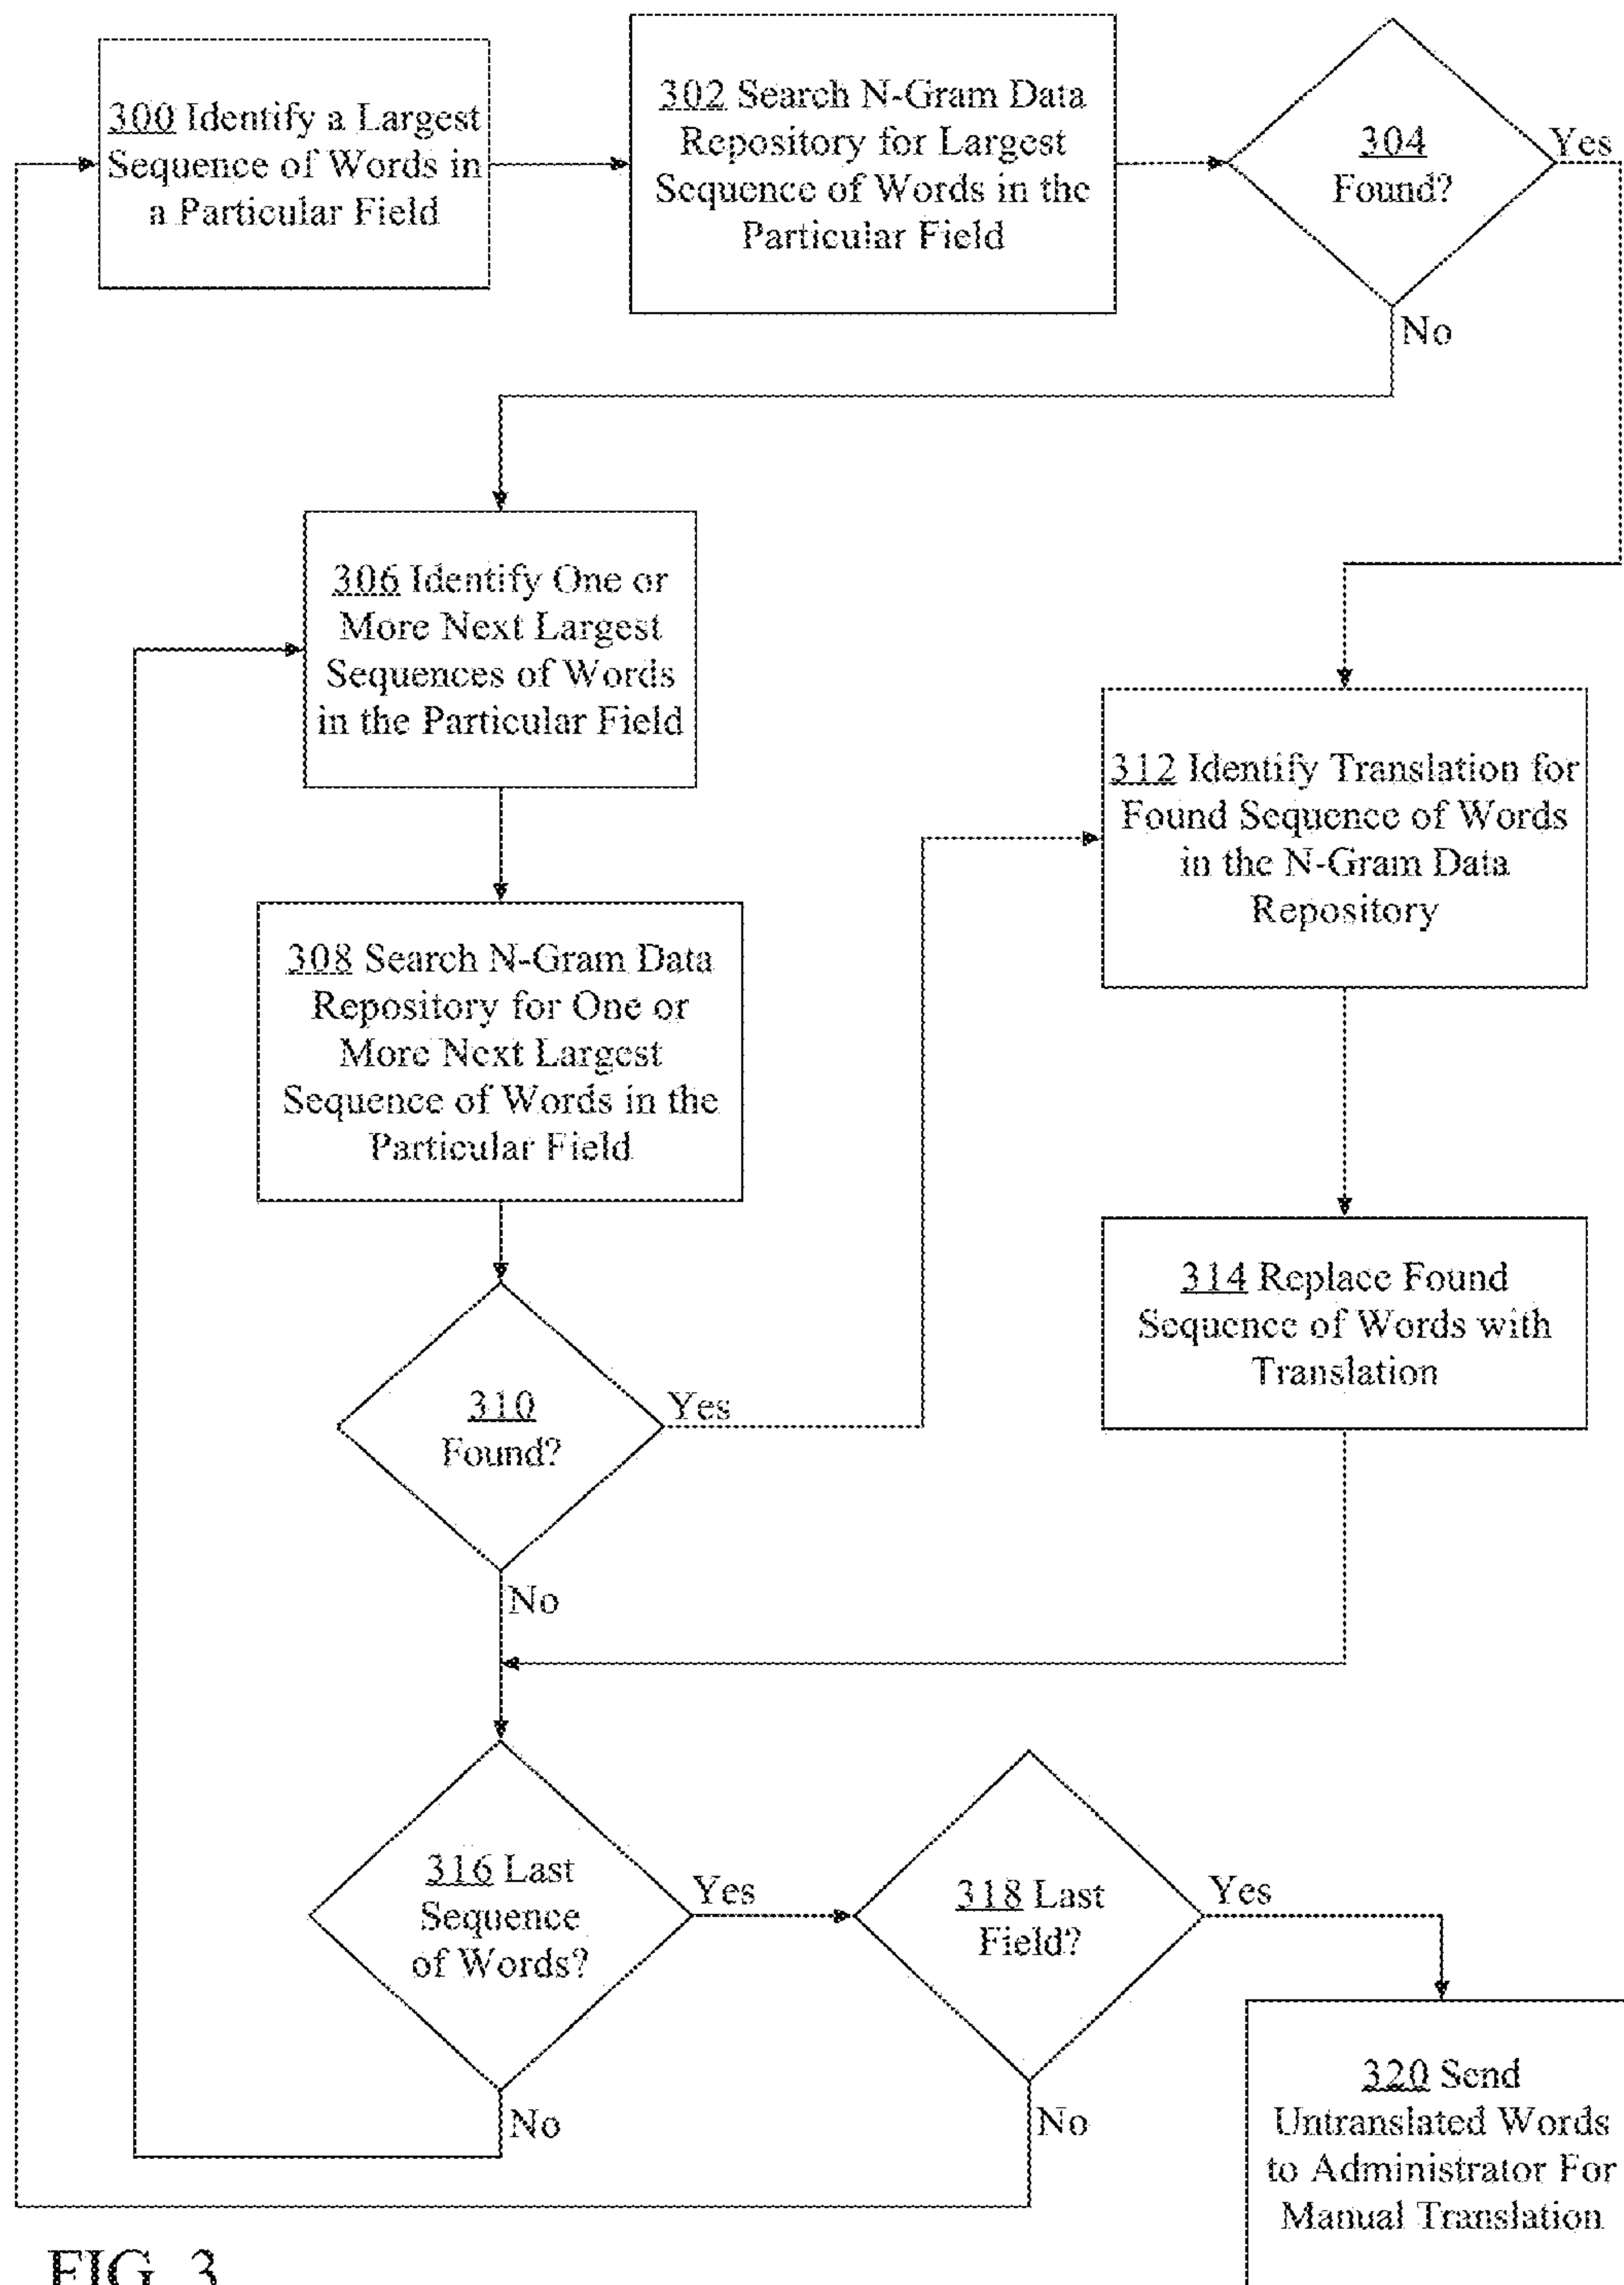 300 Identify a Largest
Sequence of Words in
a Particular Field
302 Search N-Gram Data
Repository for Largest
Sequence of Words in the
Particular Field
304
Found?
Yes
No
306 Identify One or
More Next Largest
Sequences of Words
in the Particular Field
312 Identify Translation for
Found Sequence of Words
in the N-Gram Data
Repository
308 Search N-Gram Data
Repository for One or
More Next Largest
Sequence of Words in the
Particular Field
314 Replace Found
Sequence of Words with
Translation
310
Found?
Yes
No
316 Last
Sequence
of Words?
Yes
No
318 Last
Field?
Yes
No
320 Send
Untranslated Words
to Administrator For
Manual Translation
FIG. 3